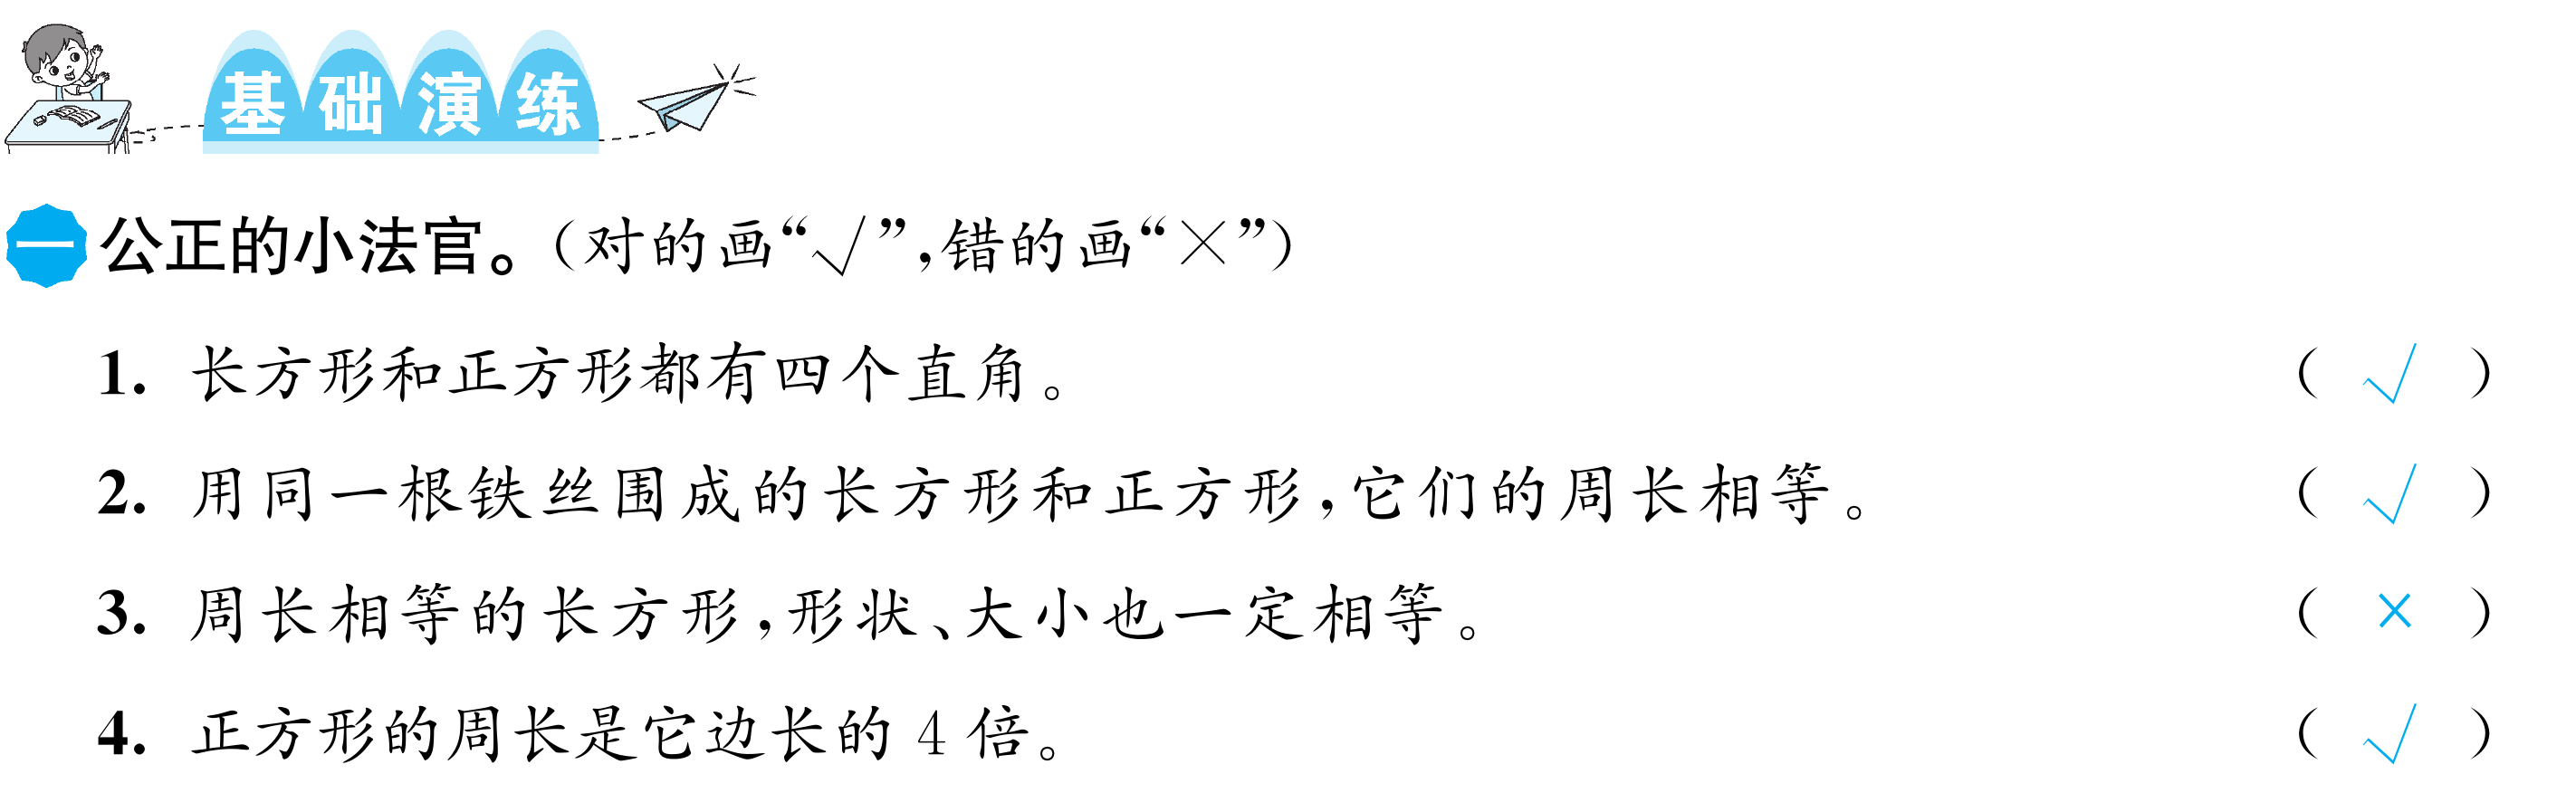 基础演练
一 公正的小法官。(对的画“√”,错的画“×”)
1. 长方形和正方形都有四个直角。 ( √ )
2. 用同一根铁丝围成的长方形和正方形,它们的周长相等。 ( √ )
3. 周长相等的长方形,形状、大小也一定相等。 ( × )
4. 正方形的周长是它边长的 4 倍。 ( √ )